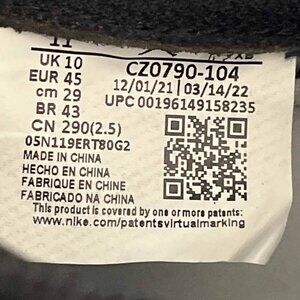 11
UK 10
EUR 45
cm 29
BR 43
CN 290(2.5)
CZ0790-104
12/01/21 | 03/14/22
UPC 00196149158235
05N119ERT80G2
MADE IN CHINA
HECHO EN CHINA
FABRIQUE EN CHINE
FABRICADO NA CHINA
This product is covered by one or more
www.nike.com/patentsvirtualmarking